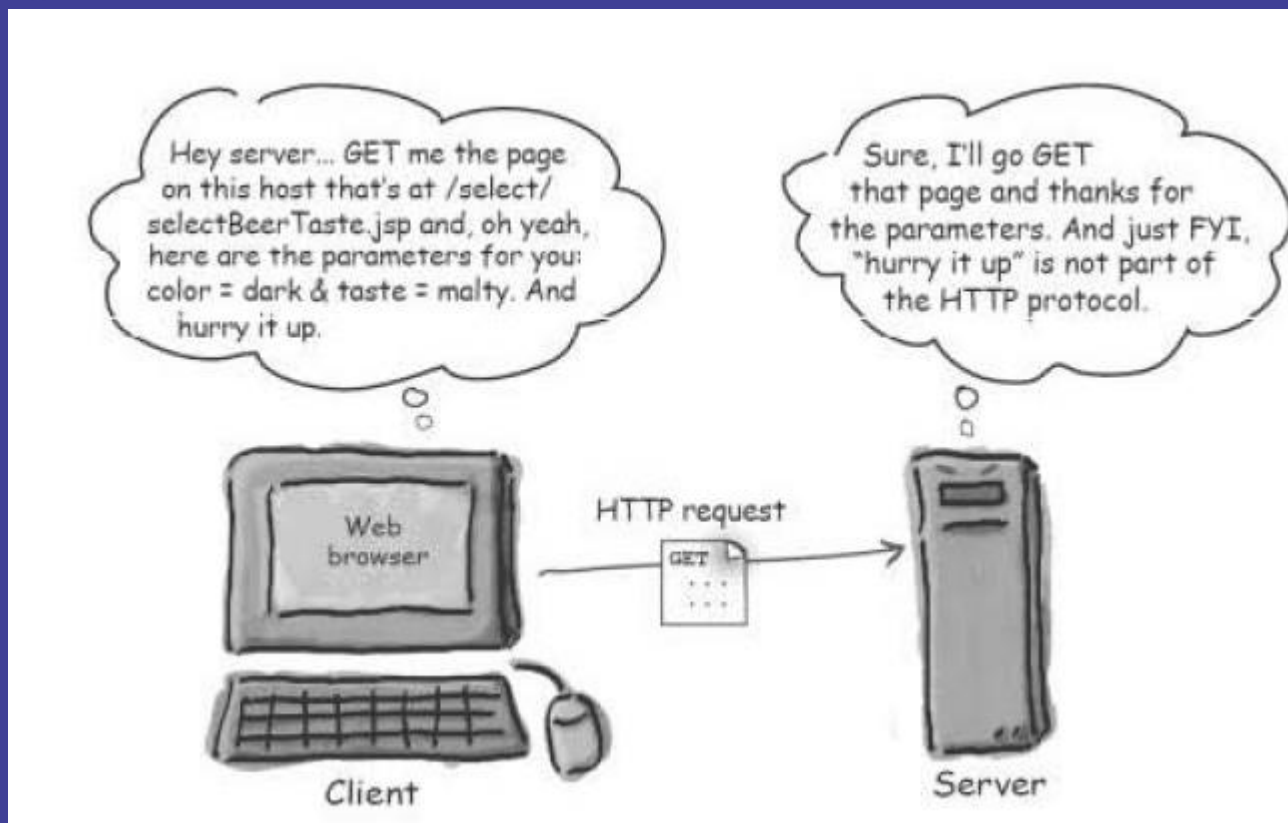 Hey server... GET me the page
on this host that's at /select/
selectBeerTaste.jsp and, oh yeah,
here are the parameters for you:
color = dark & taste = malty. And
hurry it up.
Sure, I'll go GET
that page and thanks for
the parameters. And just FYI,
"hurry it up" is not part of
the HTTP protocol.
Web
browser
HTTP request
GET
Client
Server